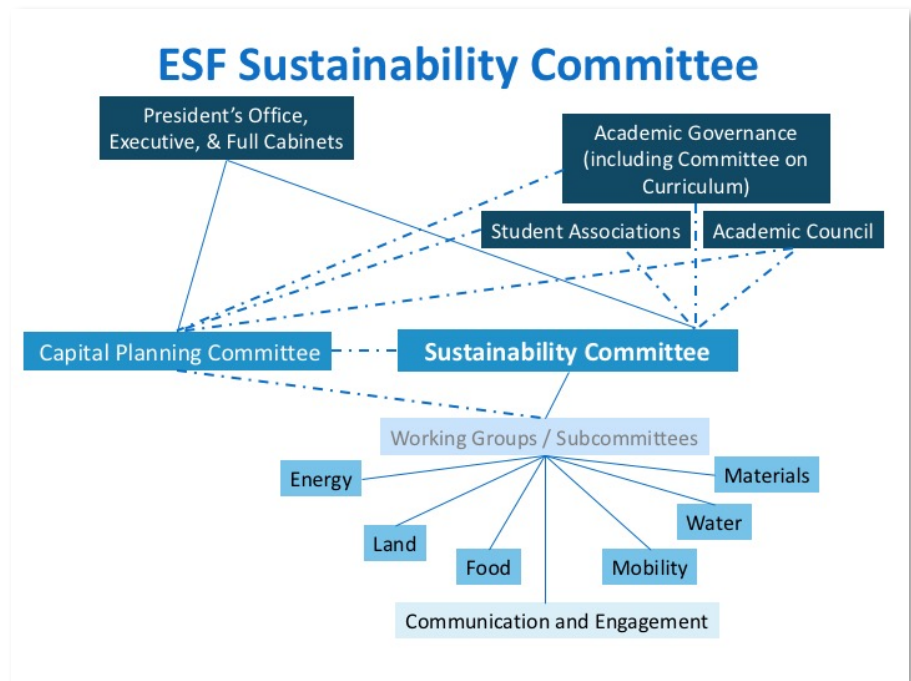 ESF Sustainability Committee
President’s Office,
Executive, & Full Cabinets
Academic Governance
(including Committee on
Curriculum)
Student Associations
Academic Council
Capital Planning Committee
Sustainability Committee
Working Groups / Subcommittees
Energy
Materials
Land
Water
Food
Mobility
Communication and Engagement